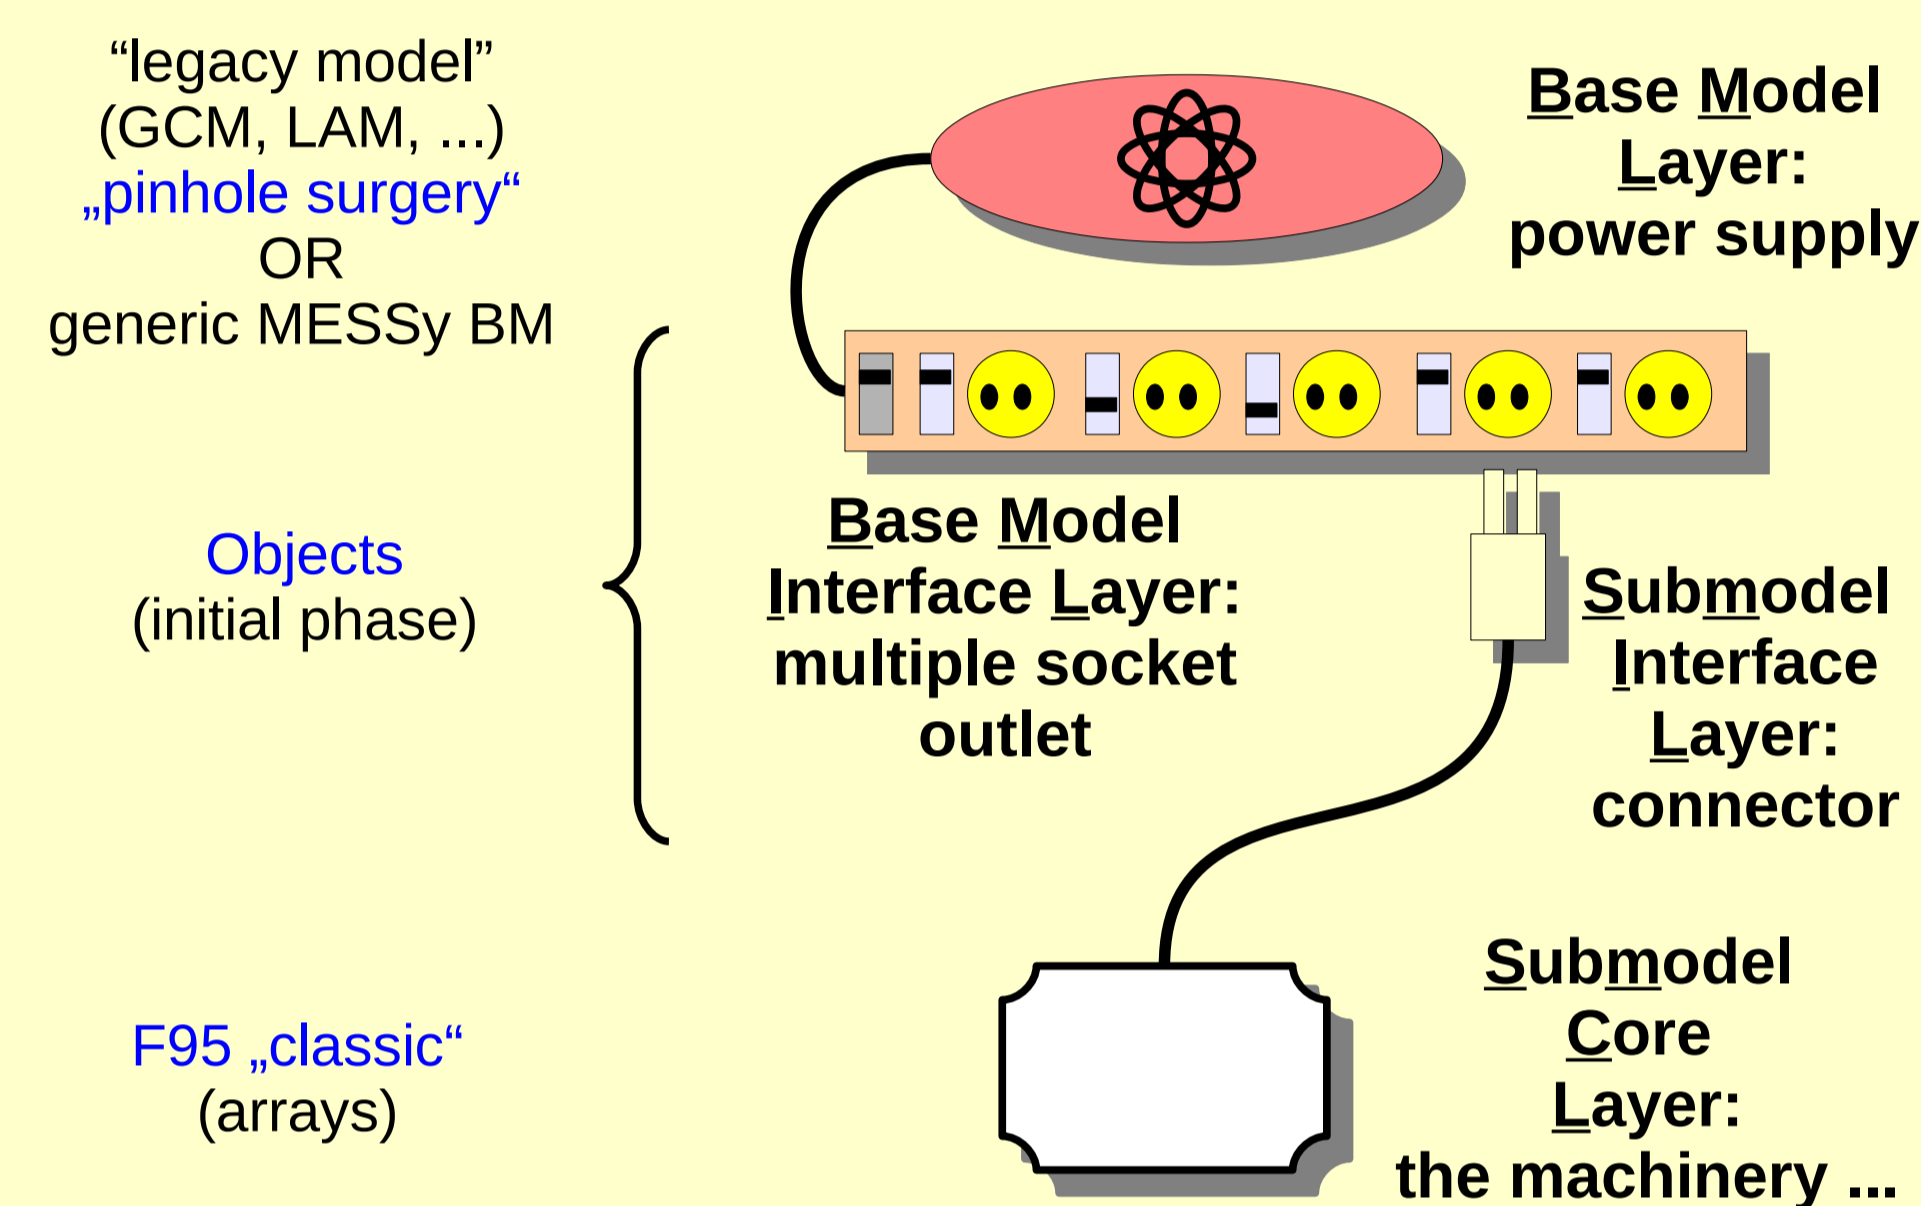 “legacy model”
(GCM, LAM, ...)
„pinhole surgery“
OR
generic MESSy BM
Base Model
Layer:
power supply
Objects
(initial phase)
Base Model
Interface Layer:
multiple socket
outlet
Submodel
Interface
Layer:
connector
F95 „classic“
(arrays)
Submodel
Core
Layer:
the machinery ...